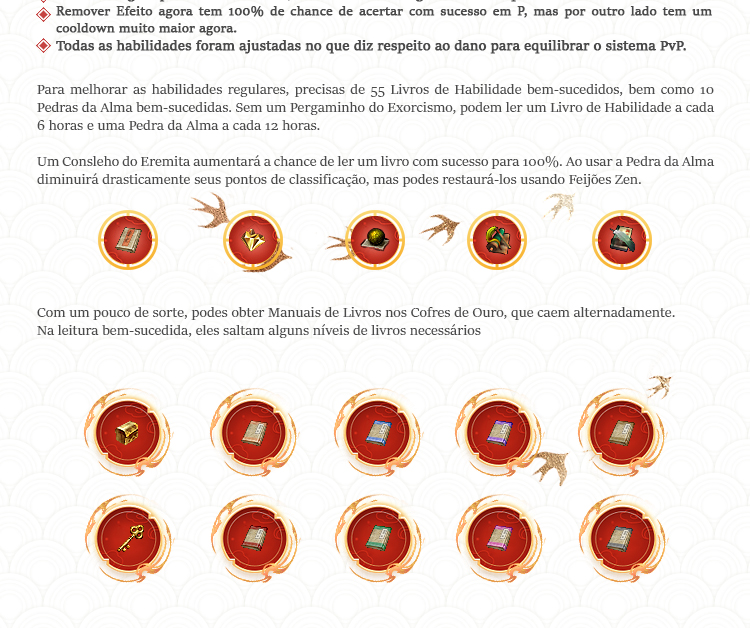 Remover Efeito agora tem 100% de chance de acertar com sucesso em P, mas por outro lado tem um
cooldown muito maior agora.
Todas as habilidades foram ajustadas no que diz respeito ao dano para equilibrar o sistema PvP.
Para melhorar as habilidades regulares, precisas de 55 Livros de Habilidade bem-sucedidos, bem como 10
Pedras da Alma bem-sucedidas. Sem um Pergaminho do Exorcismo, podem ler um Livro de Habilidade a cada
6 horas e uma Pedra da Alma a cada 12 horas.
Um Consleho do Eremita aumentará a chance de ler um livro com sucesso para 100%. Ao usar a Pedra da Alma
diminuirá drasticamente seus pontos de classificação, mas podes restaurá-los usando Feijões Zen.
Com um pouco de sorte, podes obter Manuais de Livros nos Cofres de Ouro, que caem alternadamente.
Na leitura bem-sucedida, eles saltam alguns níveis de livros necessários